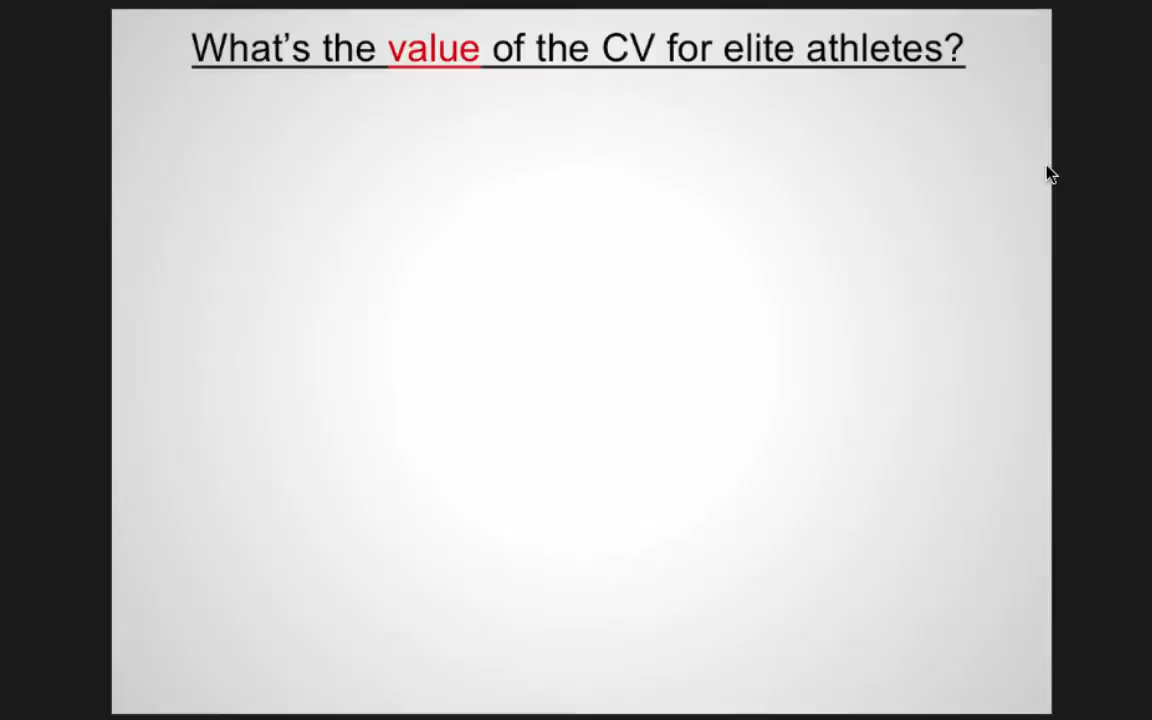 What’s the value of the CV for elite athletes?